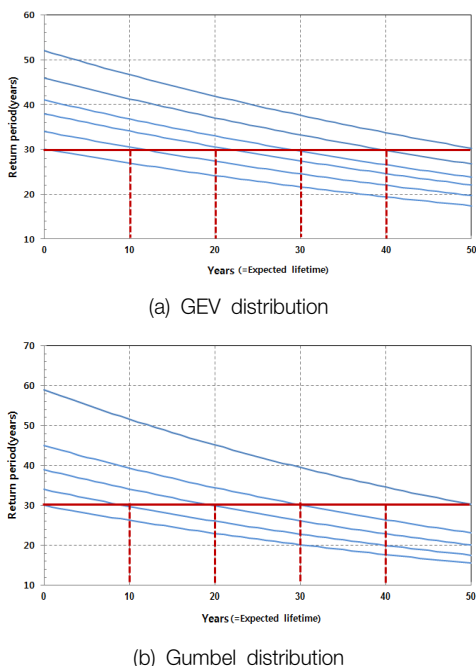 60
50
40
30
20
10
Return period(years)
0 10 20 30 40 50
Years (=Expected lifetime)
(a) GEV distribution
70
60
50
40
30
20
10
Return period(years)
0 10 20 30 40 50
Years (=Expected lifetime)
(b) Gumbel distribution